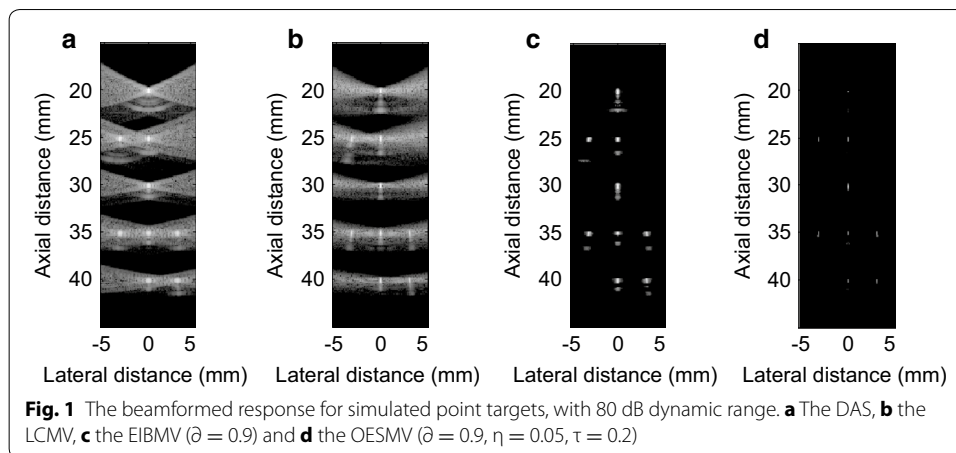 a b c d
20 20 20 20
25 25 25 25
30 30 30 30
35 35 35 35
40 40 40 40
Axial distance (mm) Axial distance (mm) Axial distance (mm) Axial distance (mm)
-5 0 5 -5 0 5 -5 0 5 -5 0 5
Lateral distance (mm) Lateral distance (mm) Lateral distance (mm) Lateral distance (mm)
Fig. 1 The beamformed response for simulated point targets, with 80 dB dynamic range. a The DAS, b the
LCMV, c the EIBMV (∂ = 0.9) and d the OESMV (∂ = 0.9, η = 0.05, τ = 0.2)